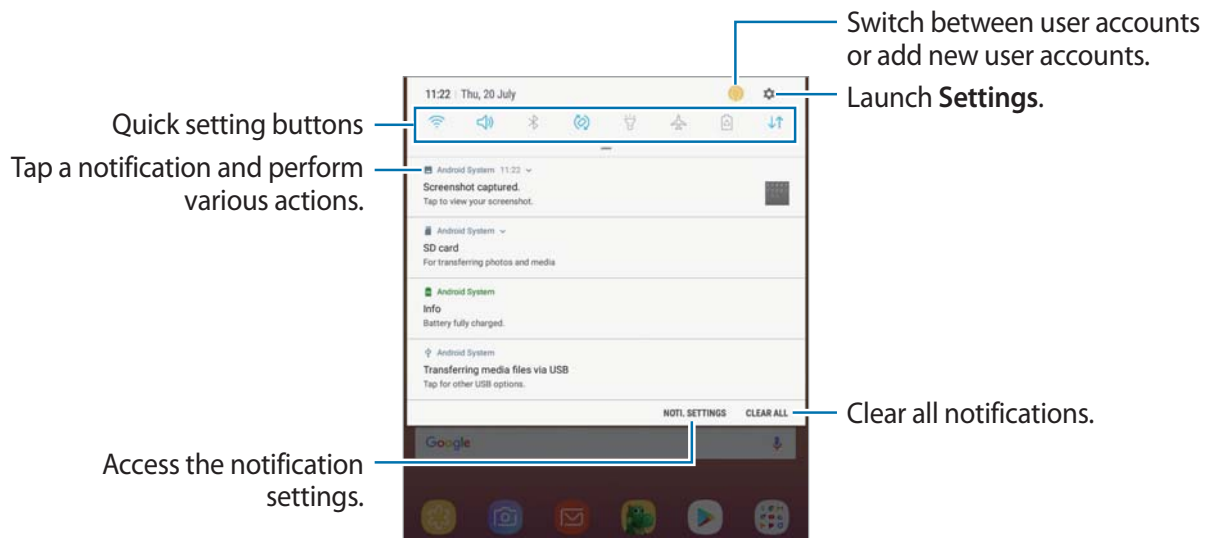 Switch between user accounts
or add new user accounts.
11:22 | Thu, 20 July
Launch Settings.
Quick setting buttons
Tap a notification and perform
various actions.
Android System 11:22
Screenshot captured.
Tap to view your screenshot.
Android System
SD card
For transferring photos and media
Android System
Info
Battery fully charged.
Android System
Transferring media files via USB
Tap for other USB options.
NOTI. SETTINGS CLEAR ALL
Clear all notifications.
Google
Access the notification
settings.